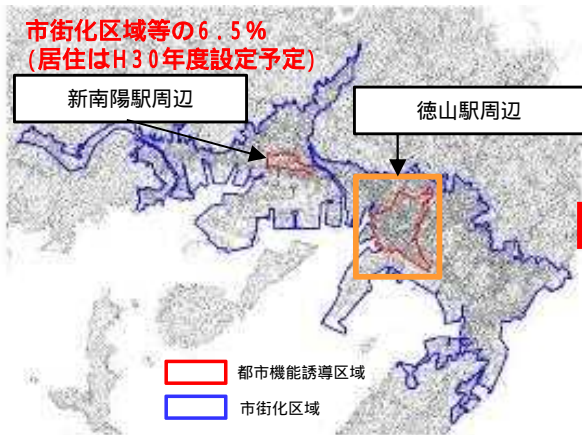 市街化区域等の6.5%
(居住はH30年度設定予定)
新南陽駅周辺
徳山駅周辺
都市機能誘導区域
市街化区域